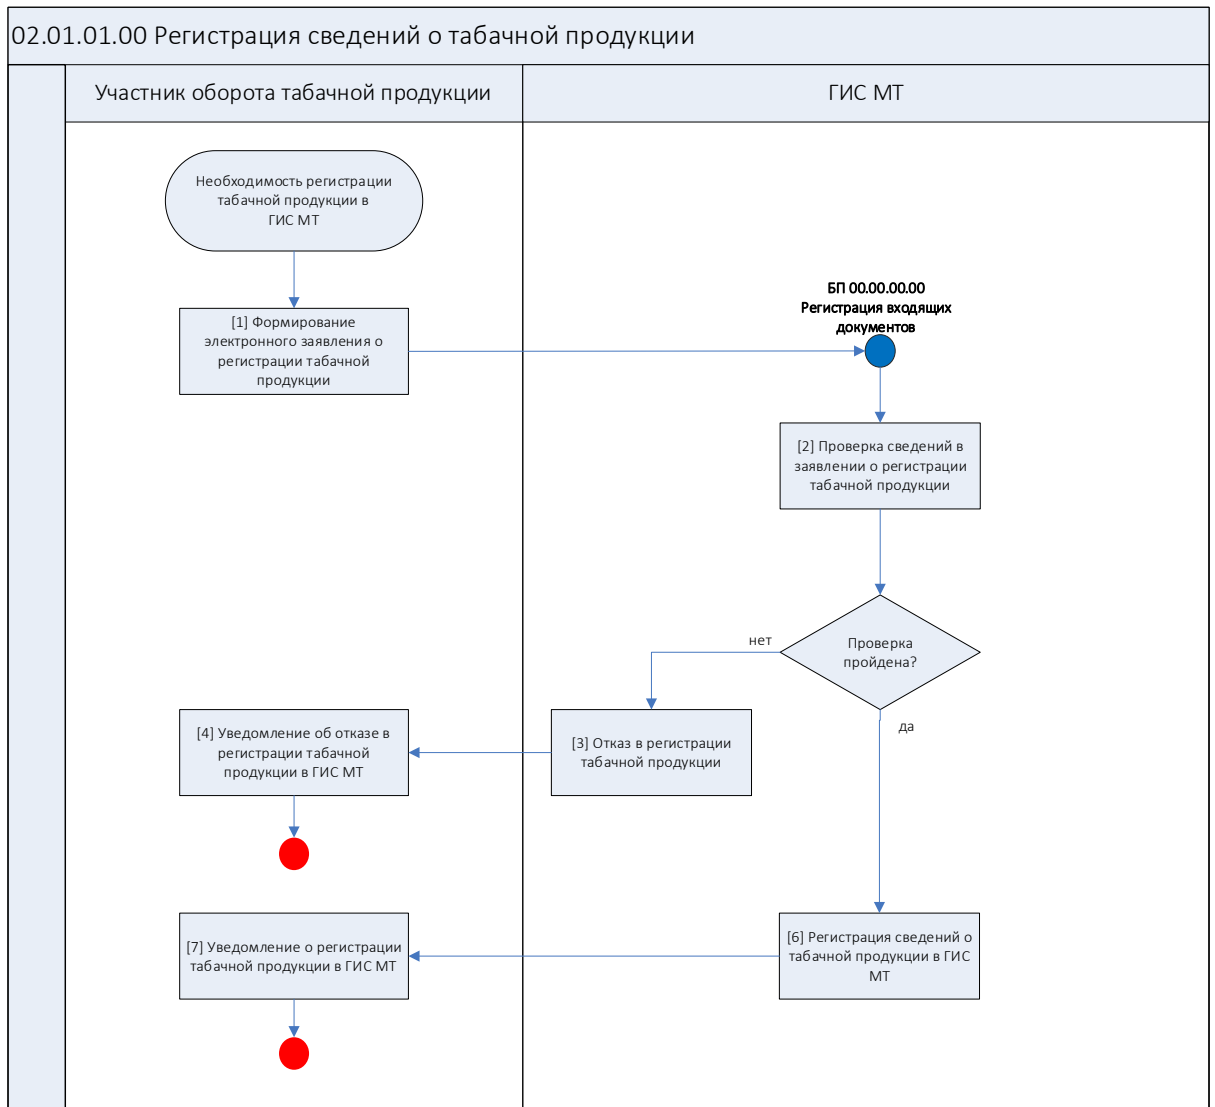 02.01.01.00 Регистрация сведений о табачной продукции
Участник оборота табачной продукции
ГИС МТ
Необходимость регистрации
табачной продукции в
ГИС МТ
БП 00.00.00.00
Регистрация входящих
документов
[1] Формирование
электронного заявления о
регистрации табачной
продукции
[2] Проверка сведений в
заявлении о регистрации
табачной продукции
Проверка
пройдена?
нет
да
[3] Отказ в регистрации
табачной продукции
[4] Уведомление об отказе в
регистрации табачной
продукции в ГИС МТ
[6] Регистрация сведений о
табачной продукции в ГИС
МТ
[7] Уведомление о регистрации
табачной продукции в ГИС МТ